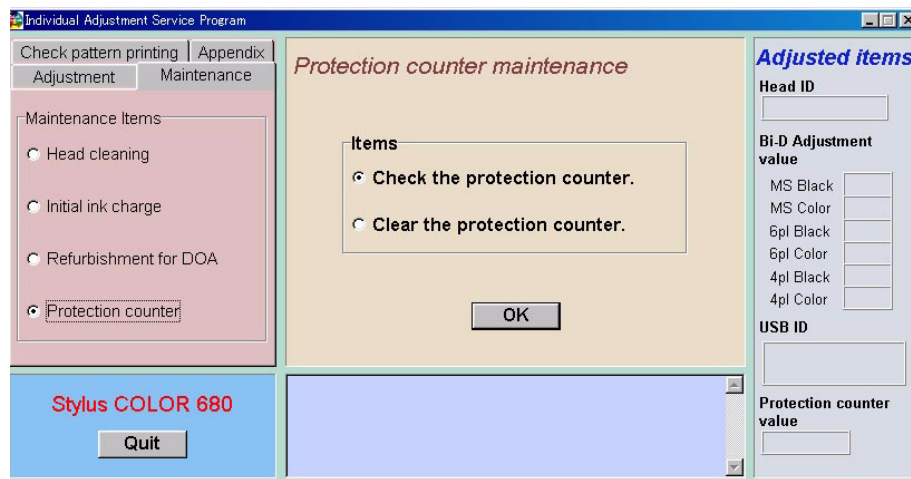 Individual Adjustment Service Program
Check pattern printing
Appendix
Adjustment
Maintenance
Maintenance Items
Head cleaning
Initial ink charge
Refurbishment for DOA
Protection counter
Stylus COLOR 680
Quit
Protection counter maintenance
Items
Check the protection counter.
Clear the protection counter.
OK
Adjusted items
Head ID
Bi-D Adjustment
value
MS Black
MS Color
6pl Black
6pl Color
4pl Black
4pl Color
USB ID
Protection counter
value